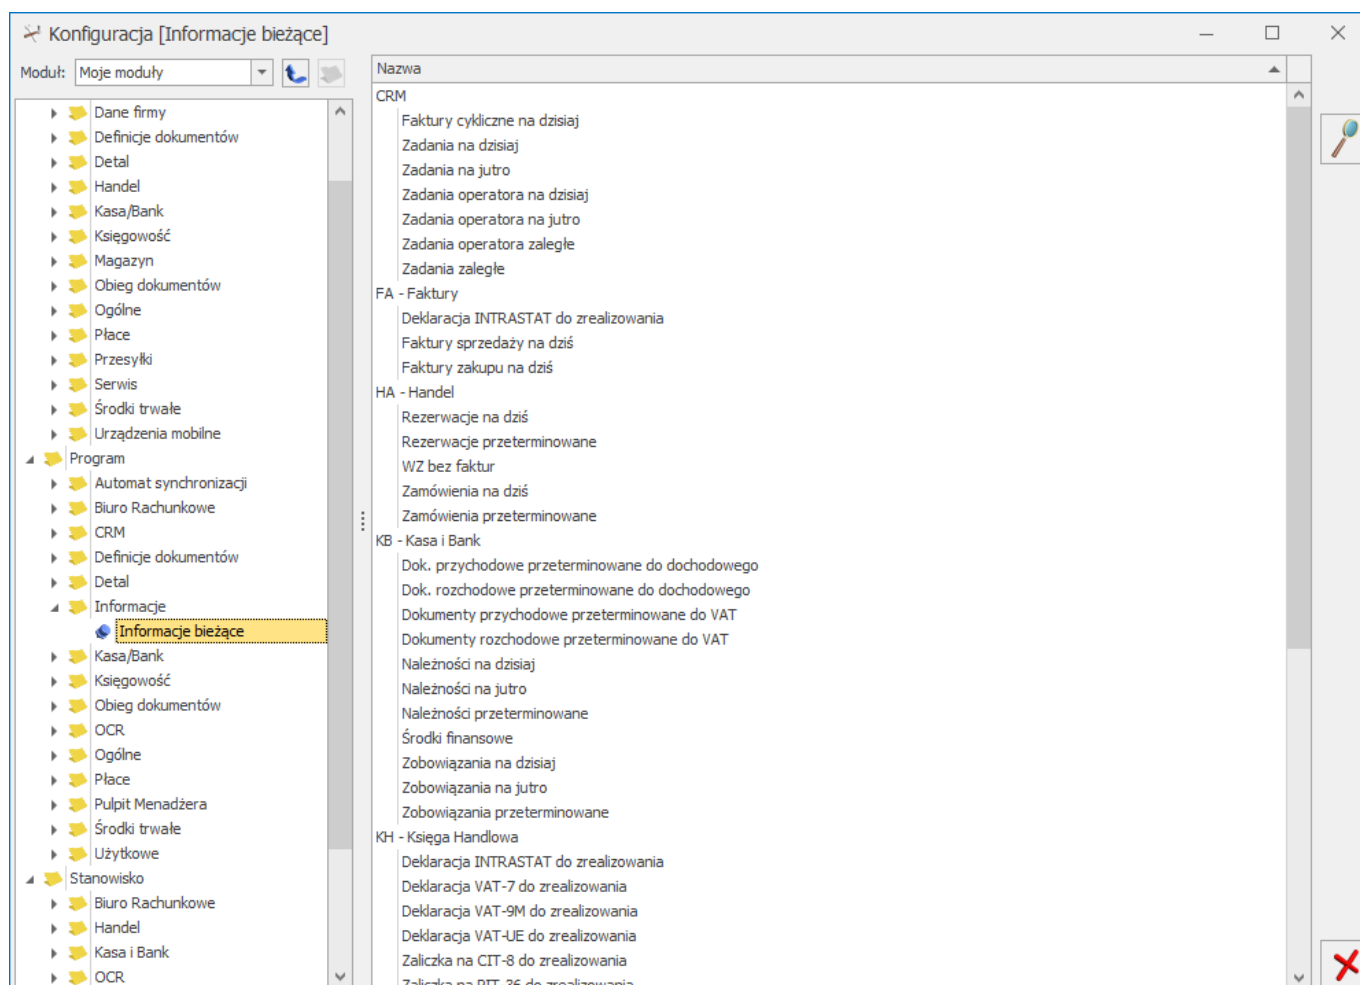 Konfiguracja [Informacje bieżące]
Moduł: Moje moduły
Dane firmy
Definicje dokumentów
Detal
Handel
Kasa/Bank
Księgowość
Magazyn
Obieg dokumentów
Ogólne
Płace
Przesyłki
Serwis
Środki trwałe
Urządzenia mobilne
Program
Automat synchronizacji
Biuro Rachunkowe
CRM
Definicje dokumentów
Detal
Informacje
Informacje bieżące
Kasa/Bank
Księgowość
Obieg dokumentów
OCR
Ogólne
Płace
Pulpit Menadżera
Środki trwałe
Użytkowe
Stanowisko
Biuro Rachunkowe
Handel
Kasa i Bank
OCR
Nazwa
CRM
Faktury cykliczne na dzisiaj
Zadania na dzisiaj
Zadania na jutro
Zadania operatora na dzisiaj
Zadania operatora na jutro
Zadania operatora zaległe
Zadania zaległe
FA - Faktury
Deklaracja INTRASTAT do zrealizowania
Faktury sprzedaży na dziś
Faktury zakupu na dziś
HA - Handel
Rezerwacje na dziś
Rezerwacje przeterminowane
WZ bez faktur
Zamówienia na dziś
Zamówienia przeterminowane
KB - Kasa i Bank
Dok. przychodowe przeterminowane do dochodowego
Dok. rozchodowe przeterminowane do dochodowego
Dokumenty przychodowe przeterminowane do VAT
Dokumenty rozchodowe przeterminowane do VAT
Należności na dzisiaj
Należności na jutro
Należności przeterminowane
Środki finansowe
Zobowiązania na dzisiaj
Zobowiązania na jutro
Zobowiązania przeterminowane
KH - Księga Handlowa
Deklaracja INTRASTAT do zrealizowania
Deklaracja VAT-7 do zrealizowania
Deklaracja VAT-9M do zrealizowania
Deklaracja VAT-UE do zrealizowania
Zaliczka na CIT-8 do zrealizowania
Zaliczka na PIT-36 do zrealizowania